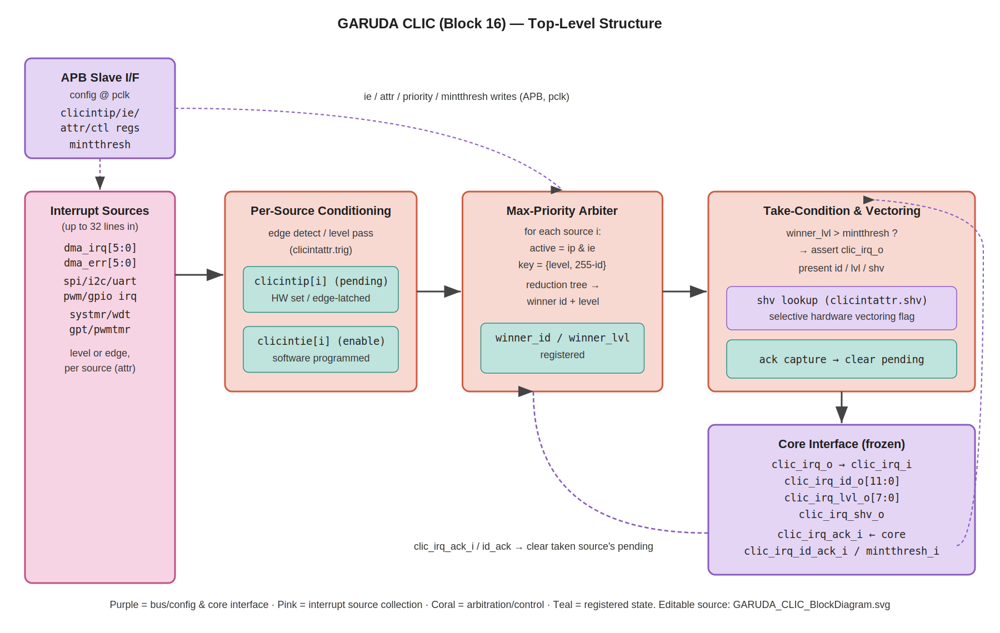 GARUDA CLIC (Block 16) — Top-Level Structure
APB Slave I/F
config @ pclk
clicintip/ie/
attr/ctl regs
mintthresh
ie / attr / priority / mintthresh writes (APB, pclk)
Interrupt Sources
(up to 32 lines in)
dma_irq[5:0]
dma_err[5:0]
spi/i2c/uart
pwm/gpio irq
systmr/wdt
gpt/pwmtmr
level or edge,
per source (attr)
Per-Source Conditioning
edge detect / level pass
(clicintattr.trig)
clicintip[i] (pending)
HW set / edge-latched
clicintie[i] (enable)
software programmed
Max-Priority Arbiter
for each source i:
active = ip & ie
key = {level, 255-id}
reduction tree →
winner id + level
winner_id / winner_lvl
registered
Take-Condition & Vectoring
winner_lvl > mintthresh ?
→ assert clic_irq_o
present id / lvl / shv
shv lookup (clicintattr.shv)
selective hardware vectoring flag
ack capture → clear pending
Core Interface (frozen)
clic_irq_o → clic_irq_i
clic_irq_id_o[11:0]
clic_irq_lvl_o[7:0]
clic_irq_shv_o
clic_irq_ack_i ← core
clic_irq_id_ack_i / mintthresh_i
clic_irq_ack_i / id_ack → clear taken source's pending
Purple = bus/config & core interface · Pink = interrupt source collection · Coral = arbitration/control · Teal = registered state. Editable source: GARUDA_CLIC_BlockDiagram.svg